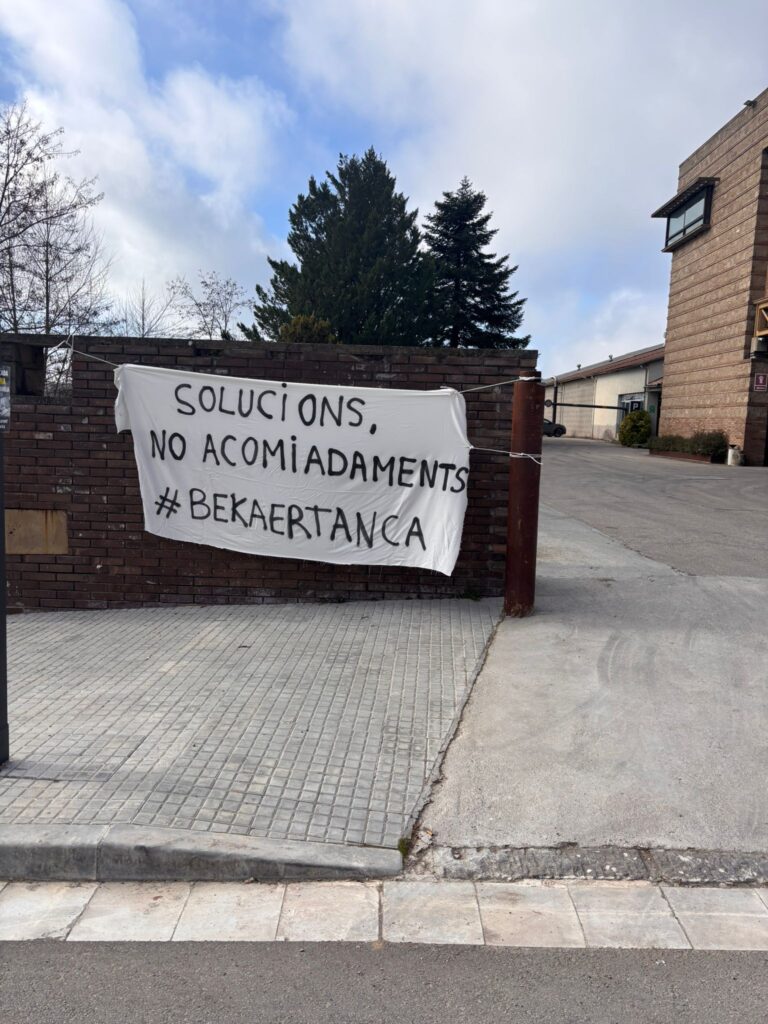 SOLUCiONS,
NO ACOMiADAMENTS
#BEKAERTANCA
P